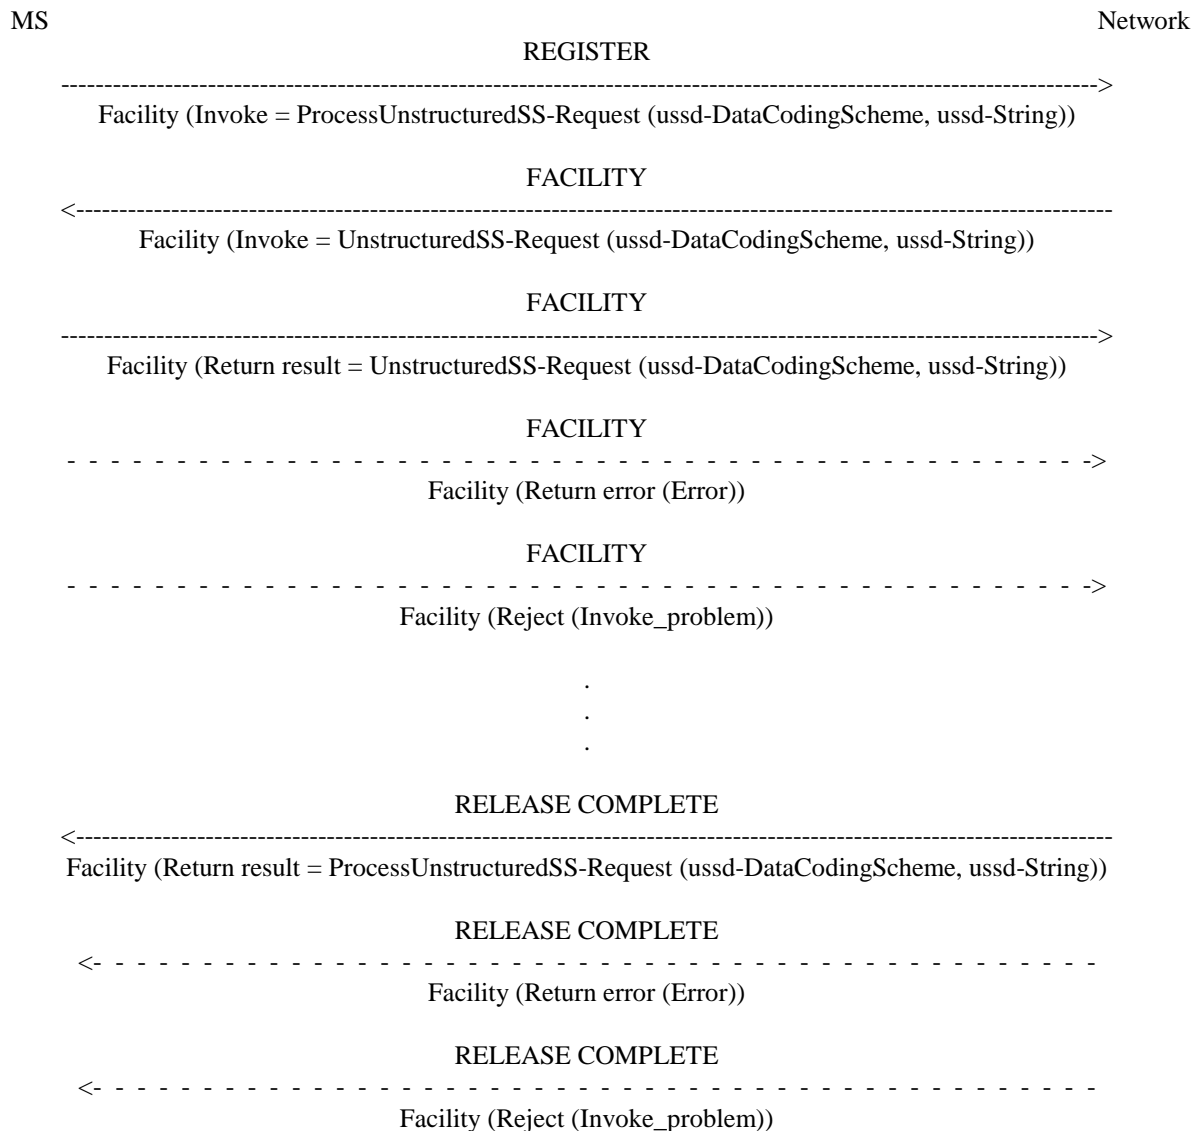 MS Network
REGISTER
------------------------------------------------------------------------------------------------------------------------>
Facility (Invoke = ProcessUnstructuredSS-Request (ussd-DataCodingScheme, ussd-String))
FACILITY
<------------------------------------------------------------------------------------------------------------------------
Facility (Invoke = UnstructuredSS-Request (ussd-DataCodingScheme, ussd-String))
FACILITY
------------------------------------------------------------------------------------------------------------------------>
Facility (Return result = UnstructuredSS-Request (ussd-DataCodingScheme, ussd-String))
FACILITY
- - - - - - - - - - - - - - - - - - - - - - - - - - - - - - - - - - - - - - - - - - - - - - ->
Facility (Return error (Error))
FACILITY
- - - - - - - - - - - - - - - - - - - - - - - - - - - - - - - - - - - - - - - - - - - - - - ->
Facility (Reject (Invoke_problem))
.
.
.
RELEASE COMPLETE
<------------------------------------------------------------------------------------------------------------------------
Facility (Return result = ProcessUnstructuredSS-Request (ussd-DataCodingScheme, ussd-String))
RELEASE COMPLETE
<- - - - - - - - - - - - - - - - - - - - - - - - - - - - - - - - - - - - - - - - - - - - - -
Facility (Return error (Error))
RELEASE COMPLETE
<- - - - - - - - - - - - - - - - - - - - - - - - - - - - - - - - - - - - - - - - - - - - - -
Facility (Reject (Invoke_problem))